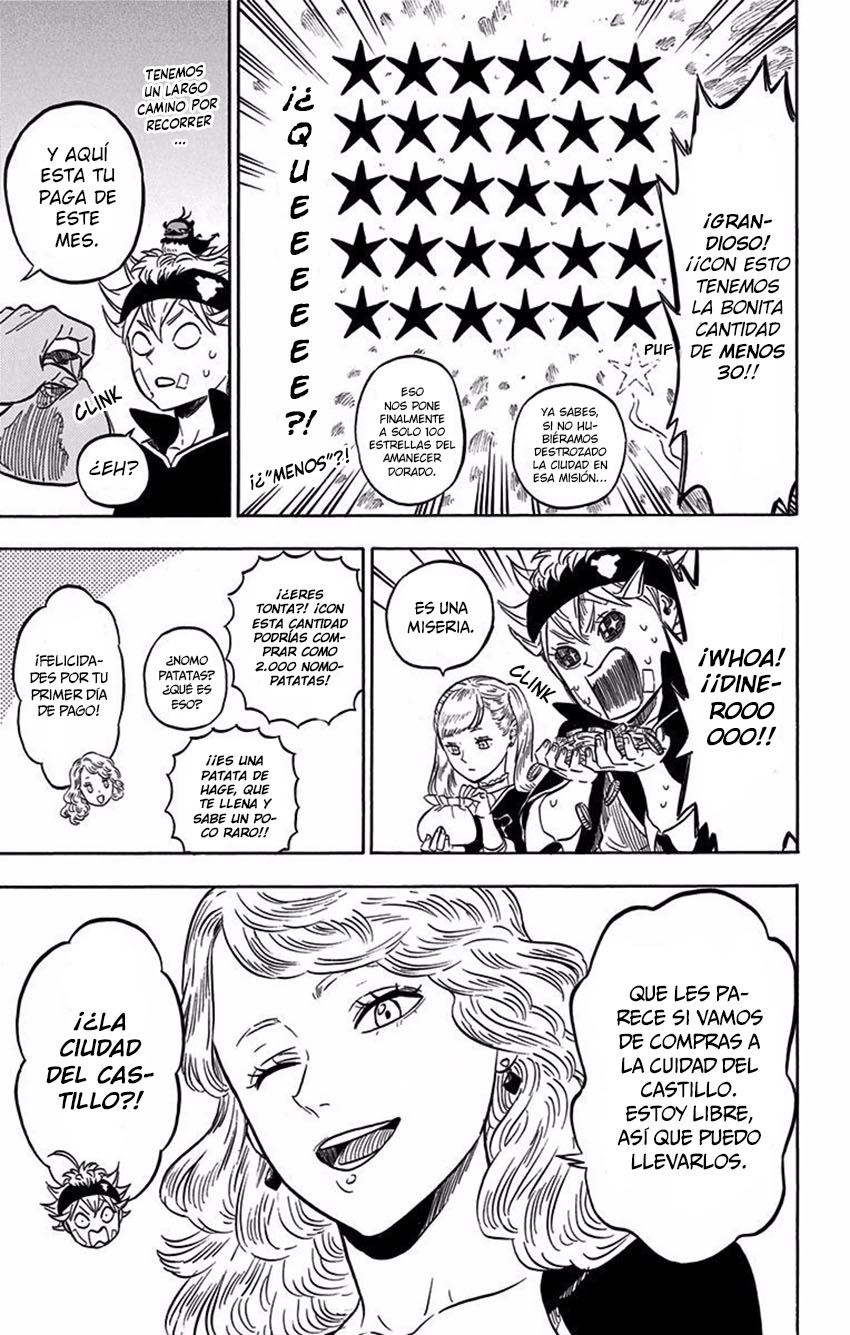 ¡GRAN-
DIOSO!
¡¡CON ESTO
TENEMOS
LA BONITA
CANTIDAD
DE MENOS
30!!
PUF
YA SABES,
SI NO HU-
BIÉRAMOS
DESTROZADO
LA CIUDAD EN
ESA MISIÓN...
ESO
NOS PONE
FINALMENTE
A SOLO 100
ESTRELLAS DEL
AMANECER
DORADO.
¡¿QUEEEEEEE?!
¡¿"MENOS"?!
TENEMOS
UN LARGO
CAMINO POR
RECORRER
...
Y AQUÍ
ESTA TU
PAGA DE
ESTE
MES.
CLINK
¿EH?
¡WHOA!
¡¡DINE-
ROOO
OOO!!
ES UNA
MISERIA.
CLINK
¡¿ERES
TONTA?! ¡CON
ESTA CANTIDAD
PODRÍAS COM-
PRAR COMO
2.000 NOMO-
PATATAS!
¿NOMO
PATATAS?
¿QUÉ ES
ESO?
¡¡ES UNA
PATATA DE
HAGE, QUE
TE LLENA Y
SABE UN PO-
CO RARO!!
¡FELICIDA-
DES POR TU
PRIMER DÍA
DE PAGO!
QUE LES PA-
RECE SI VAMOS
DE COMPRAS A
LA CUIDAD DEL
CASTILLO.
ESTOY LIBRE,
ASÍ QUE PUEDO
LLEVARLOS.
¡¿LA
CIUDAD
DEL CAS-
TILLO?!